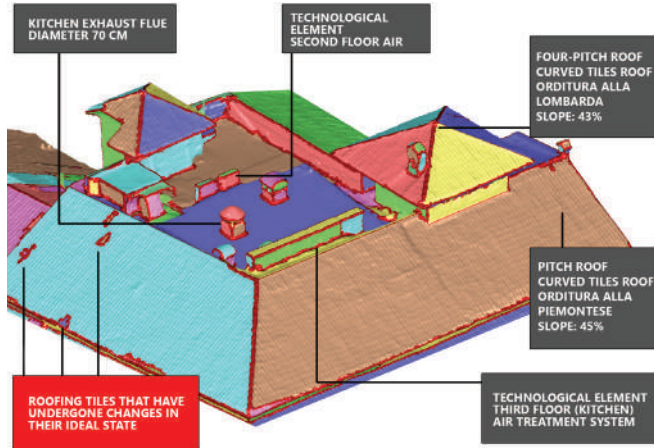 KITCHEN EXHAUST FLUE
DIAMETER 70 CM
TECHNOLOGICAL
ELEMENT
SECOND FLOOR AIR
FOUR-PITCH ROOF
CURVED TILES ROOF
ORDITURA ALLA
LOMBARDA
SLOPE: 43%
PITCH ROOF
CURVED TILES ROOF
ORDITURA ALLA
PIEMONTESE
SLOPE: 45%
ROOFING TILES THAT HAVE
UNDERGONE CHANGES IN
THEIR IDEAL STATE
TECHNOLOGICAL ELEMENT
THIRD FLOOR (KITCHEN)
AIR TREATMENT SYSTEM